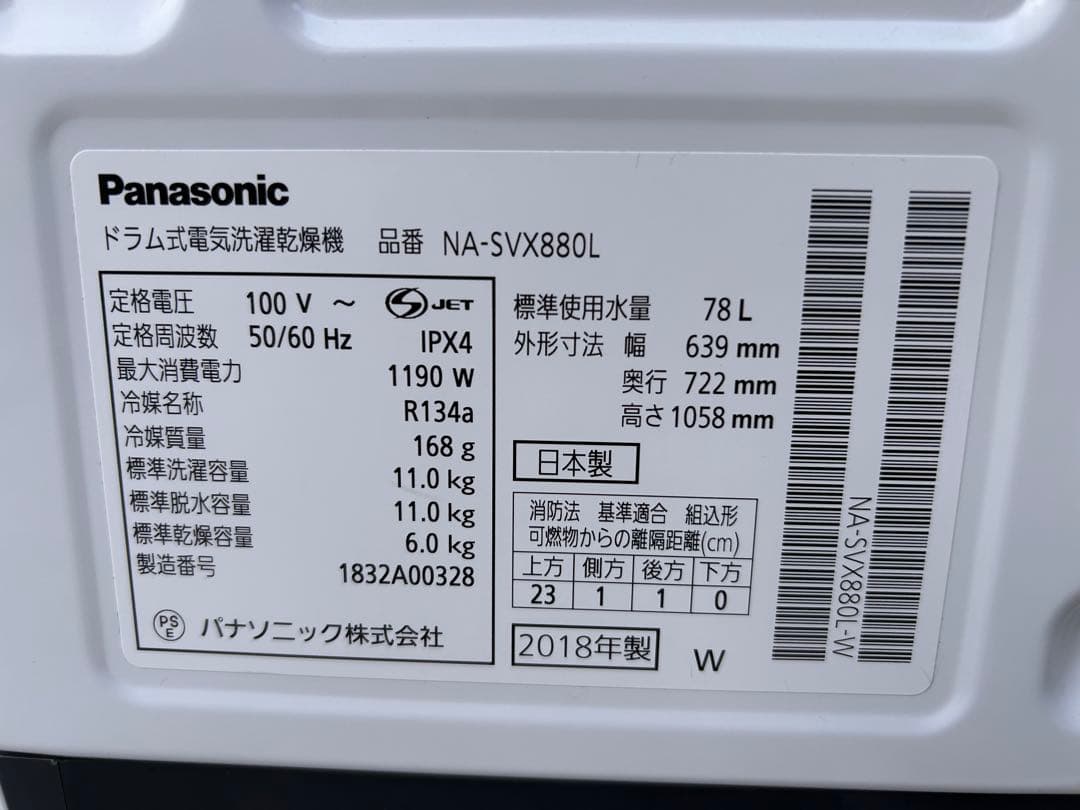 Panasonic
ドラム式電気洗濯乾燥機 品番 NA-SVX880L
定格電圧 100 V ～ S JET
定格周波数 50/60 Hz IPX4
最大消費電力 1190 W
冷媒名称 R134a
冷媒質量 168 g
標準洗濯容量 11.0 kg
標準脱水容量 11.0 kg
標準乾燥容量 6.0 kg
製造番号 1832A00328
PS E パナソニック株式会社
標準使用水量 78 L
外形寸法 幅 639 mm
奥行 722 mm
高さ 1058 mm
日本製
消防法 基準適合 組込形
可燃物からの離隔距離(cm)
上方 側方 後方 下方
23 1 1 0
2018年製 W
NA-SVX880L-W